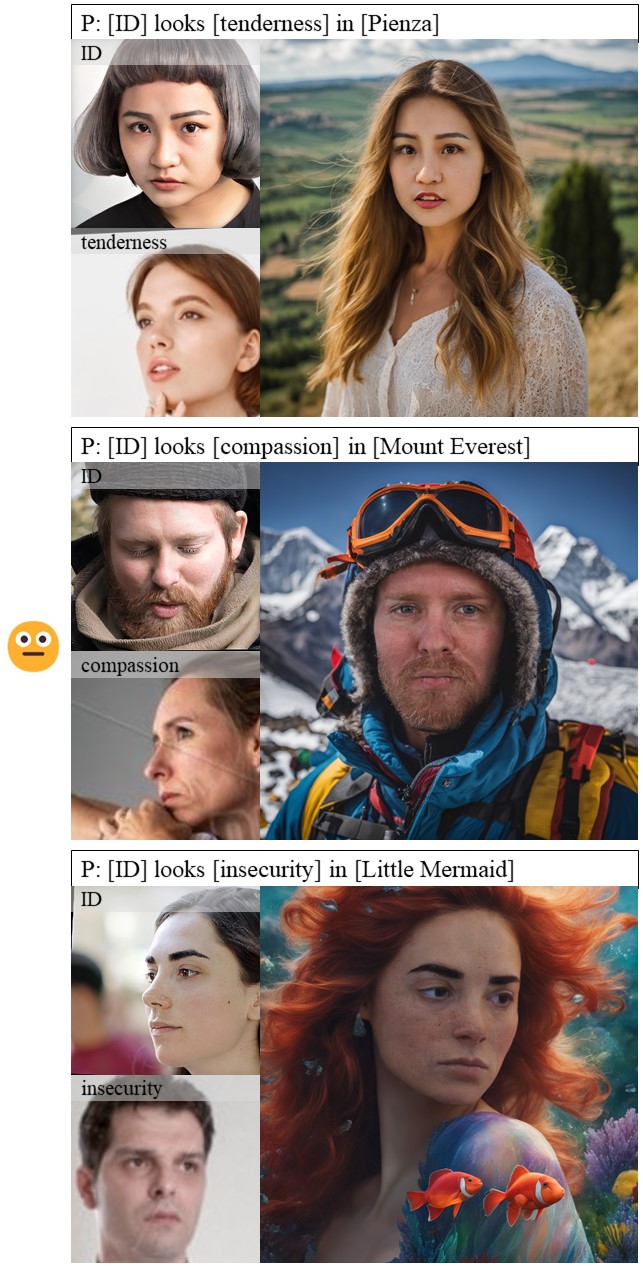 P: [ID] looks [tenderness] in [Pienza]
ID
tenderness
P: [ID] looks [compassion] in [Mount Everest]
ID
compassion
P: [ID] looks [insecurity] in [Little Mermaid]
ID
insecurity